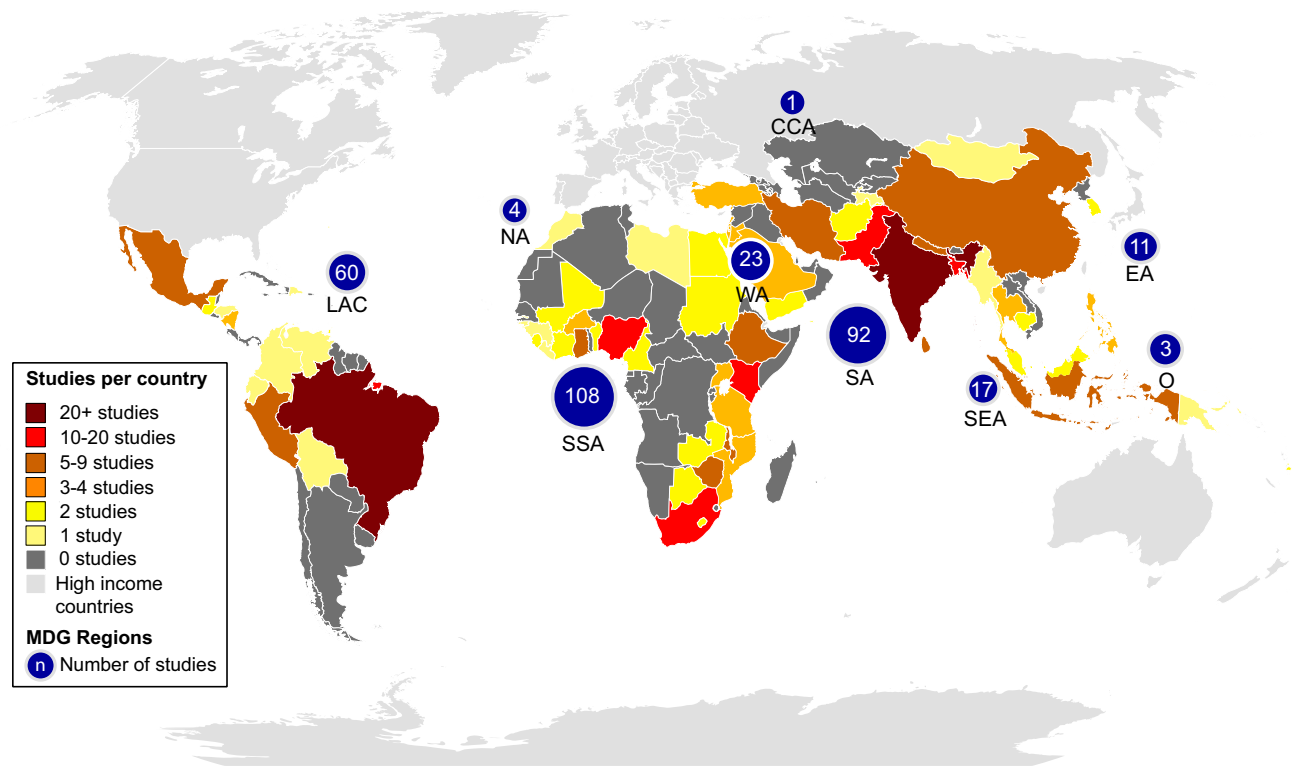 1
CCA
4
NA
60
LAC
23
WA
11
EA
92
SA
3
O
17
SEA
108
SSA
Studies per country
20+ studies
10-20 studies
5-9 studies
3-4 studies
2 studies
1 study
0 studies
High income
countries
MDG Regions
n Number of studies